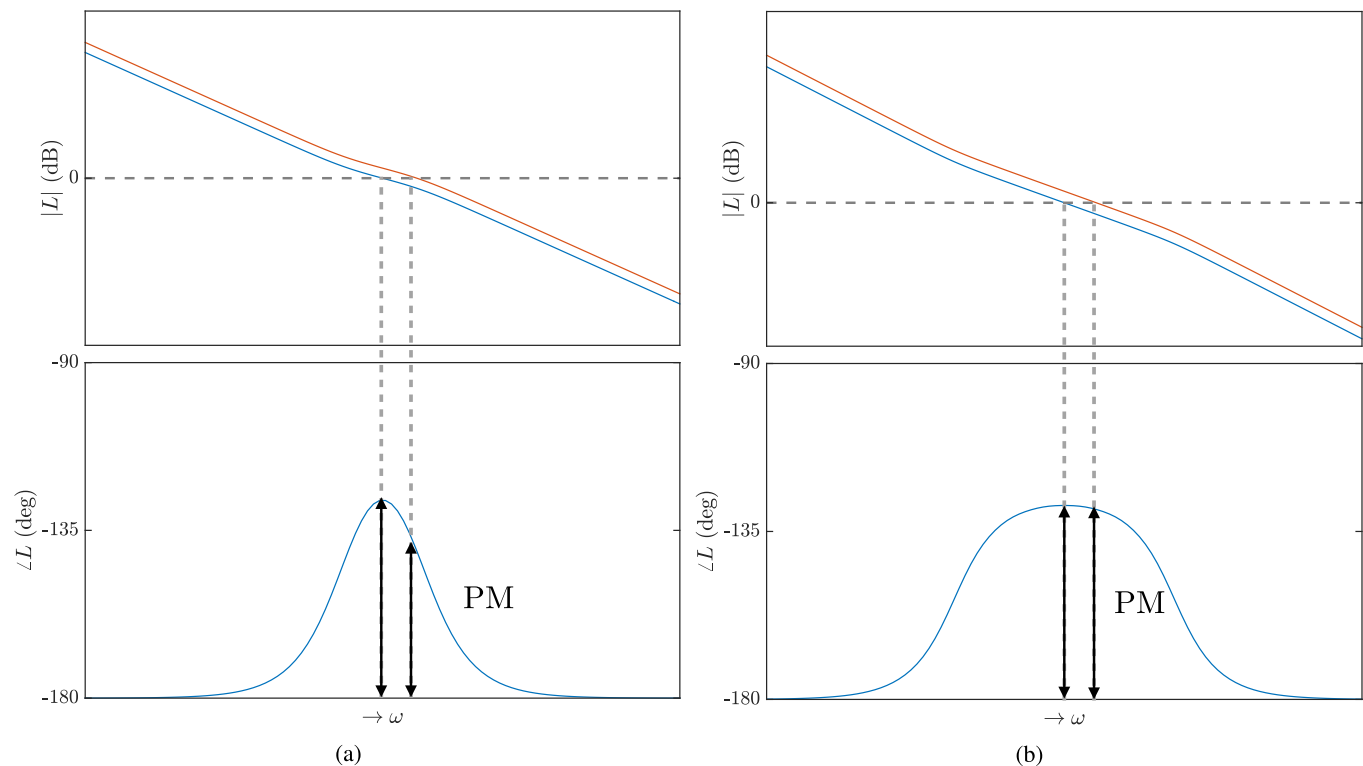 |L| (dB)
0
-90
-135
-180
∠L (deg)
PM
→ ω
(a)
|L| (dB)
0
-90
-135
-180
∠L (deg)
PM
→ ω
(b)